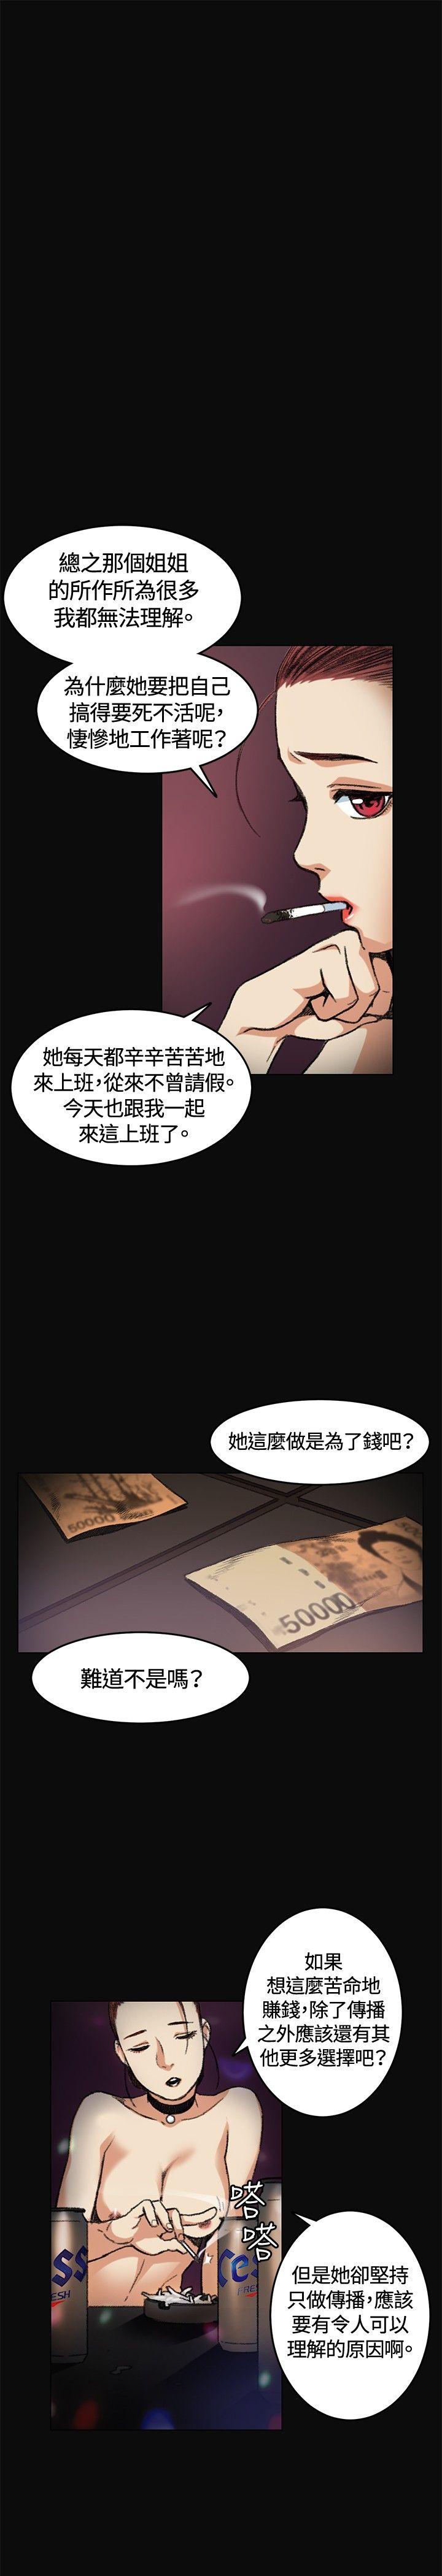 總之那個姐姐
的所作所為很多
我都無法理解。
為什麼她要把自己
搞得要死不活呢，
悽慘地工作著呢？
她每天都辛辛苦苦地
來上班，從來不曾請假。
今天也跟我一起
來這上班了。
她這麼做是為了錢吧？
50000
50000
難道不是嗎？
如果
想這麼苦命地
賺錢，除了傳播
之外應該還有其
他更多選擇吧？
嗒
嗒
ss
FRESH
Cess
FRE
但是她卻堅持
只做傳播，應該
要有令人可以
理解的原因啊。